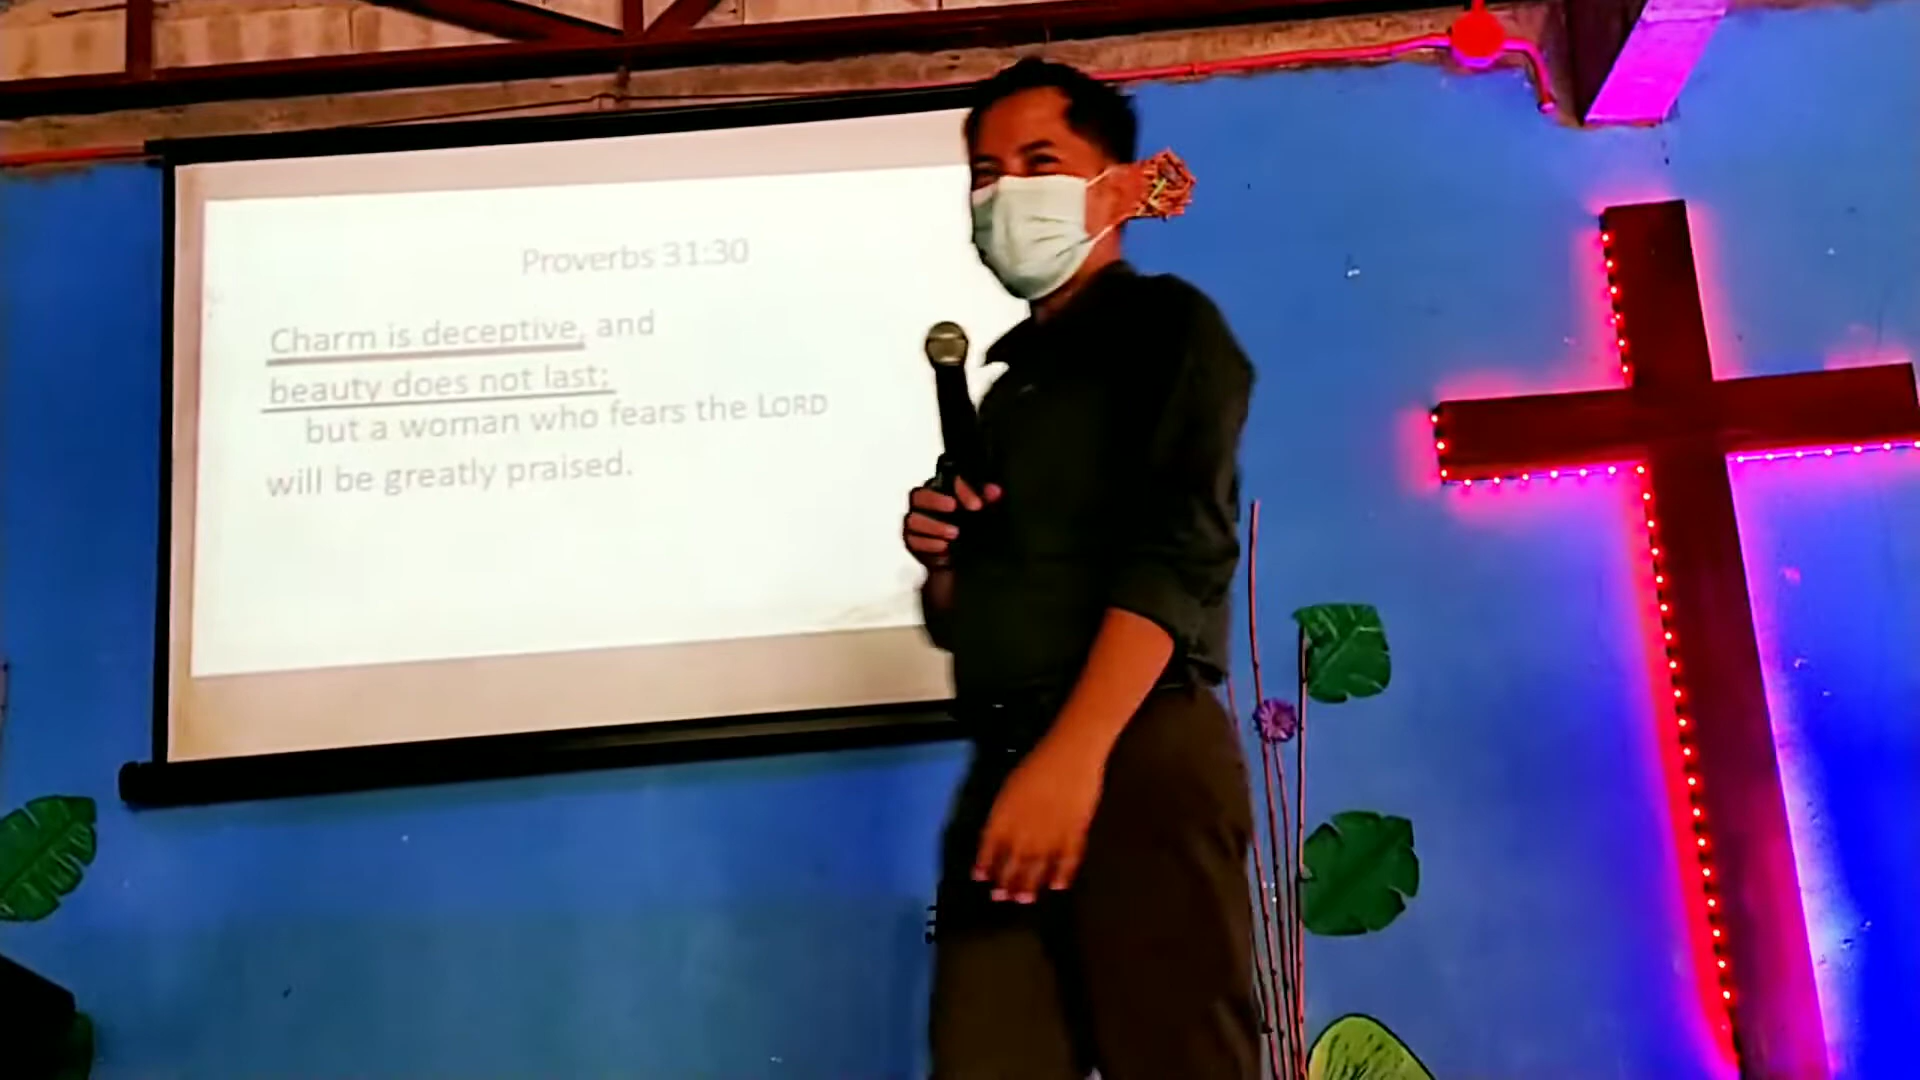 Proverbs 31:30
Charm is deceptive, and
beauty does not last;
but a woman who fears the LORD
will be greatly praised.